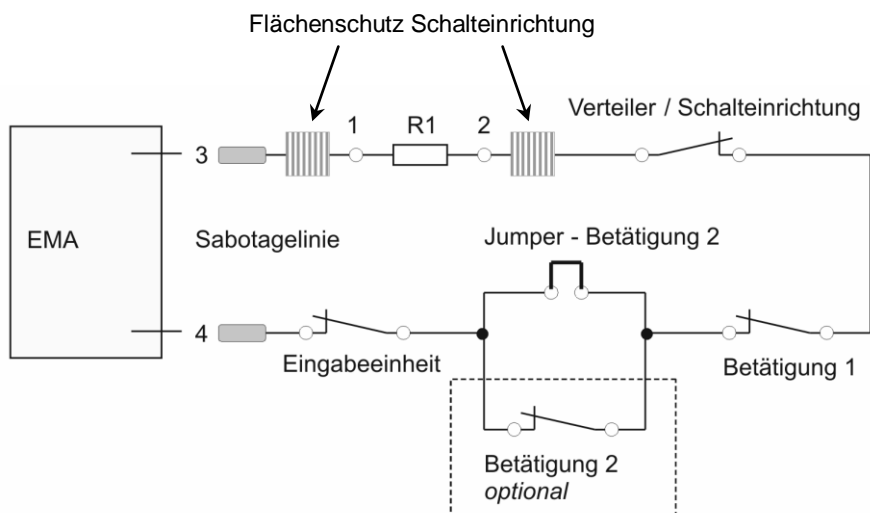 Flächenschutz Schalteinrichtung
Verteiler / Schalteinrichtung
1
R1
2
3
EMA
Sabotagelinie
Jumper - Betätigung 2
4
Eingabeeinheit
Betätigung 1
Betätigung 2
optional